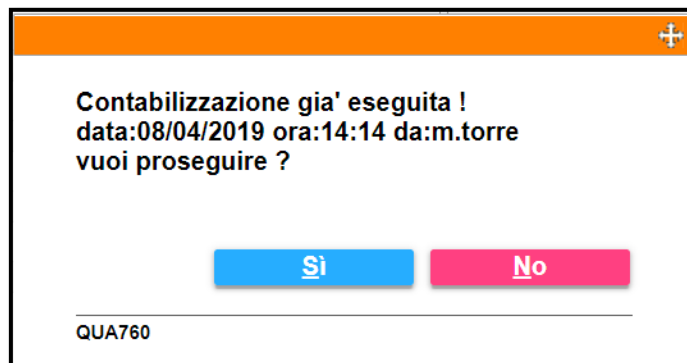 Contabilizzazione gia' eseguita !
data:08/04/2019 ora:14:14 da:m.torre
vuoi proseguire ?
Sì No
QUA760